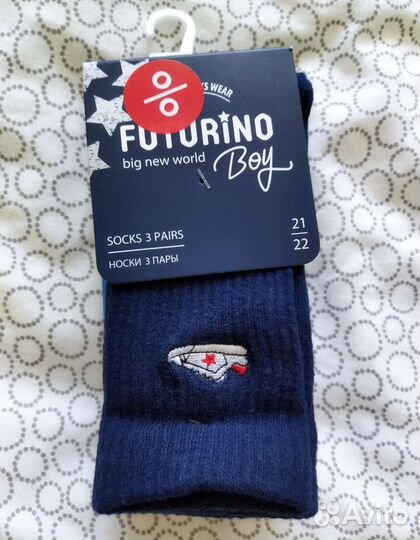 %
WEAR
FUTURINO
big new world
Boy
SOCKS 3 PAIRS
НОСКИ 3 ПАРЫ
21
22
Avito